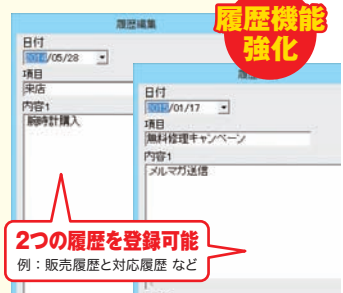 履歴編集
日付
2014/05/28
項目
来店
内容1
腕時計購入
履歴機能
強化
日付
2015/01/17
項目
無料修理キャンペーン
内容1
メルマガ送信
2つの履歴を登録可能
例：販売履歴と対応履歴 など